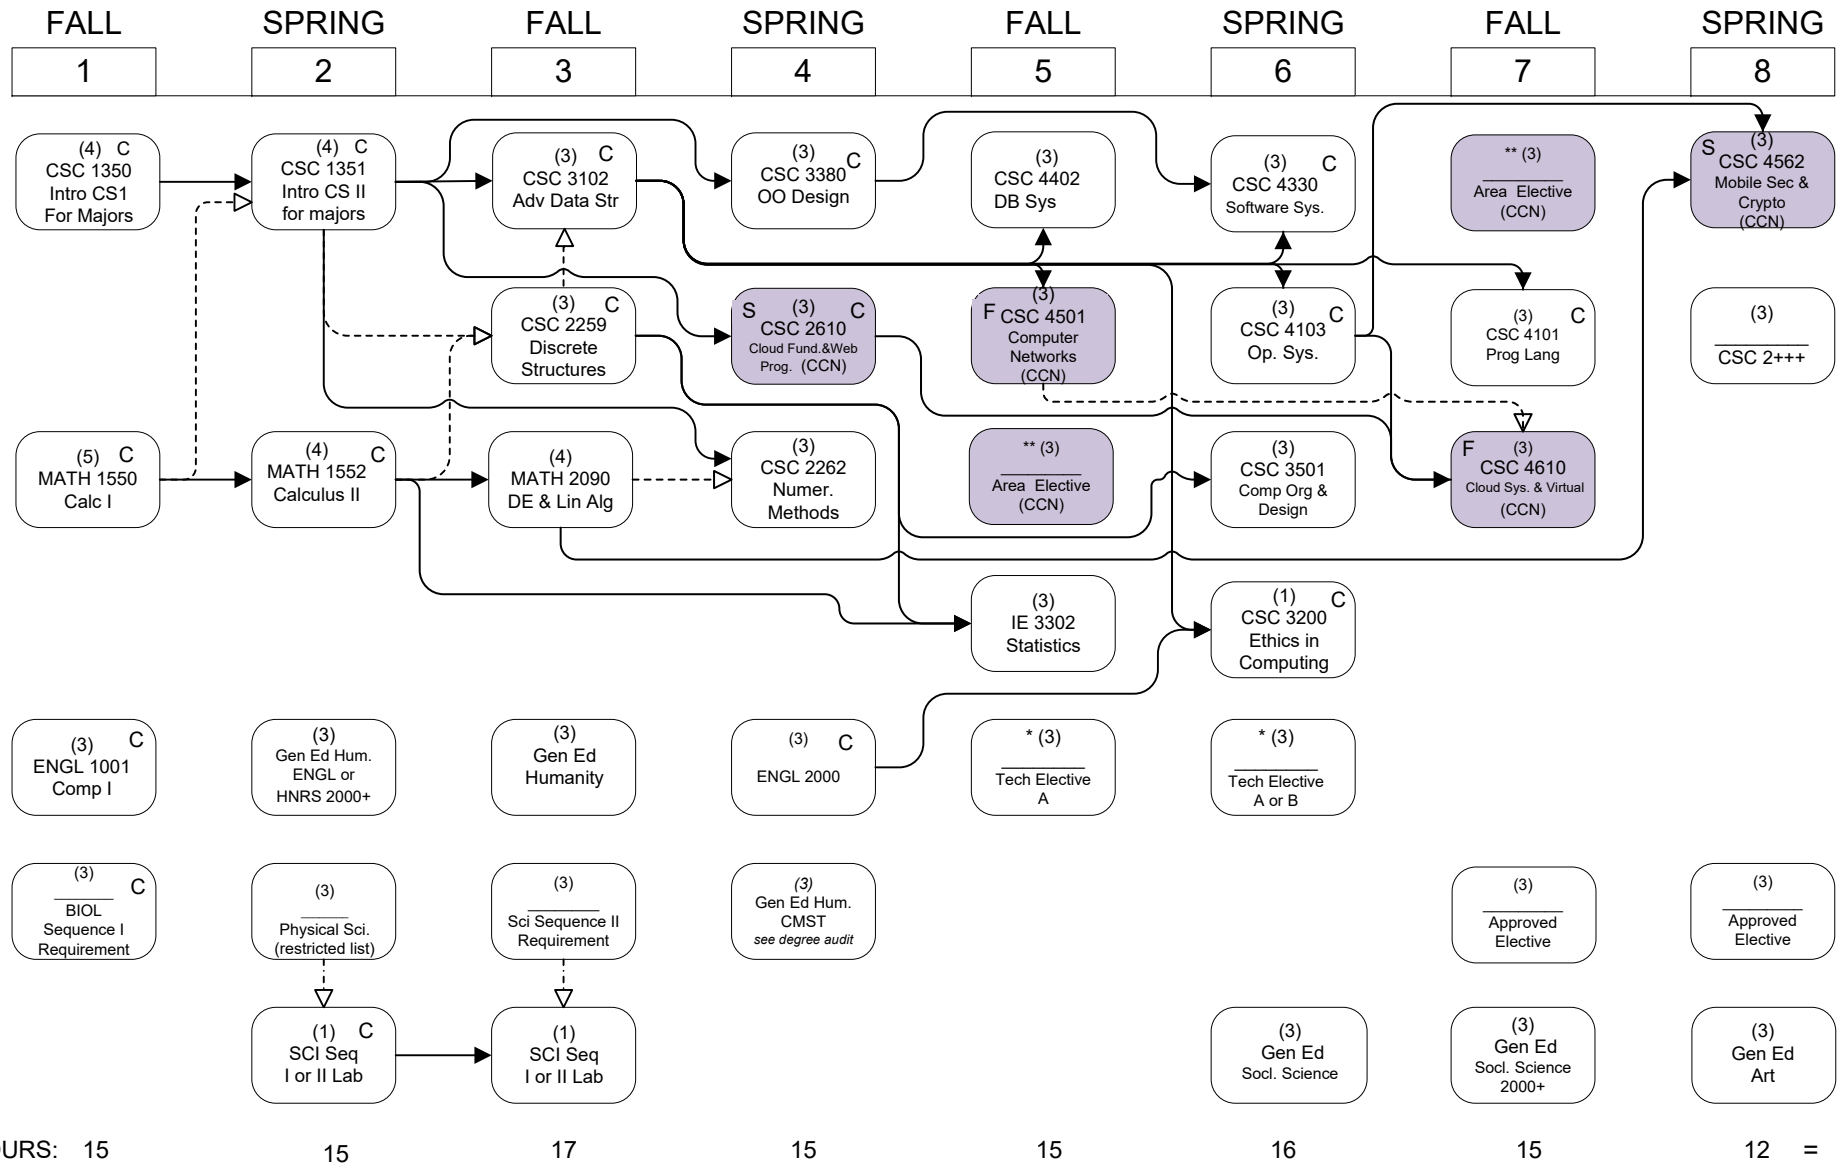 FALL
SPRING
FALL
SPRING
FALL
SPRING
FALL
SPRING
1
2
3
4
5
6
7
8
(4) C
CSC 1350
Intro CS1
For Majors
(4) C
CSC 1351
Intro CS II
for majors
(3) C
CSC 3102
Adv Data Str
(3)
CSC 3380 C
OO Design
(3)
CSC 4402
DB Sys
(3) C
CSC 4330
Software Sys.
** (3)
_________
Area Elective
(CCN)
S (3)
CSC 4562
Mobile Sec &
Crypto
(CCN)
(3) C
CSC 2259
Discrete
Structures
S (3) C
CSC 2610
Cloud Fund.&Web
Prog. (CCN)
(3)
F CSC 4501
Computer
Networks
(CCN)
(3) C
CSC 4103
Op. Sys.
(3) C
CSC 4101
Prog Lang
(3)
__________
CSC 2+++
(5) C
MATH 1550
Calc I
(4) C
MATH 1552
Calculus II
(4)
MATH 2090
DE & Lin Alg
(3)
CSC 2262
Numer.
Methods
** (3)
_________
Area Elective
(CCN)
(3)
CSC 3501
Comp Org &
Design
F (3)
CSC 4610
Cloud Sys. & Virtual
(CCN)
(3)
IE 3302
Statistics
(1) C
CSC 3200
Ethics in
Computing
(3) C
ENGL 1001
Comp I
(3)
Gen Ed Hum.
ENGL or
HNRS 2000+
(3)
Gen Ed
Humanity
(3) C
ENGL 2000
* (3)
_________
Tech Elective
A
* (3)
_________
Tech Elective
A or B
(3) C
_______
BIOL
Sequence I
Requirement
(3)
_____
Physical Sci.
(restricted list)
(3)
________
Sci Sequence II
Requirement
(3)
Gen Ed Hum.
CMST
see degree audit
(3)
_________
Approved
Elective
(3)
_________
Approved
Elective
(1) C
SCI Seq
I or II Lab
(1)
SCI Seq
I or II Lab
(3)
Gen Ed
Socl. Science
(3)
Gen Ed
Socl. Science
2000+
(3)
Gen Ed
Art
OURS: 15 15 17 15 15 16 15 12 =